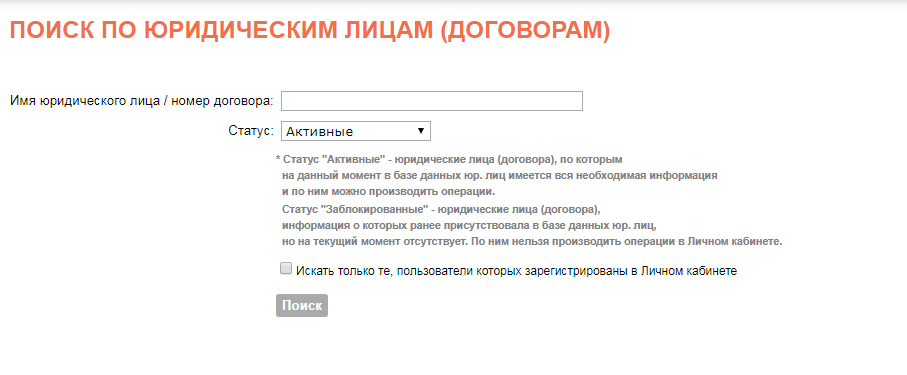 ПОИСК ПО ЮРИДИЧЕСКИМ ЛИЦАМ (ДОГОВОРАМ)
Имя юридического лица / номер договора:
Статус: Активные
* Статус "Активные" - юридические лица (договора), по которым
на данный момент в базе данных юр. лиц имеется вся необходимая информация
и по ним можно производить операции.
Статус "Заблокированные" - юридические лица (договора),
информация о которых ранее присутствовала в базе данных юр. лиц,
но на текущий момент отсутствует. По ним нельзя производить операции в Личном кабинете.
Искать только те, пользователи которых зарегистрированы в Личном кабинете
Поиск